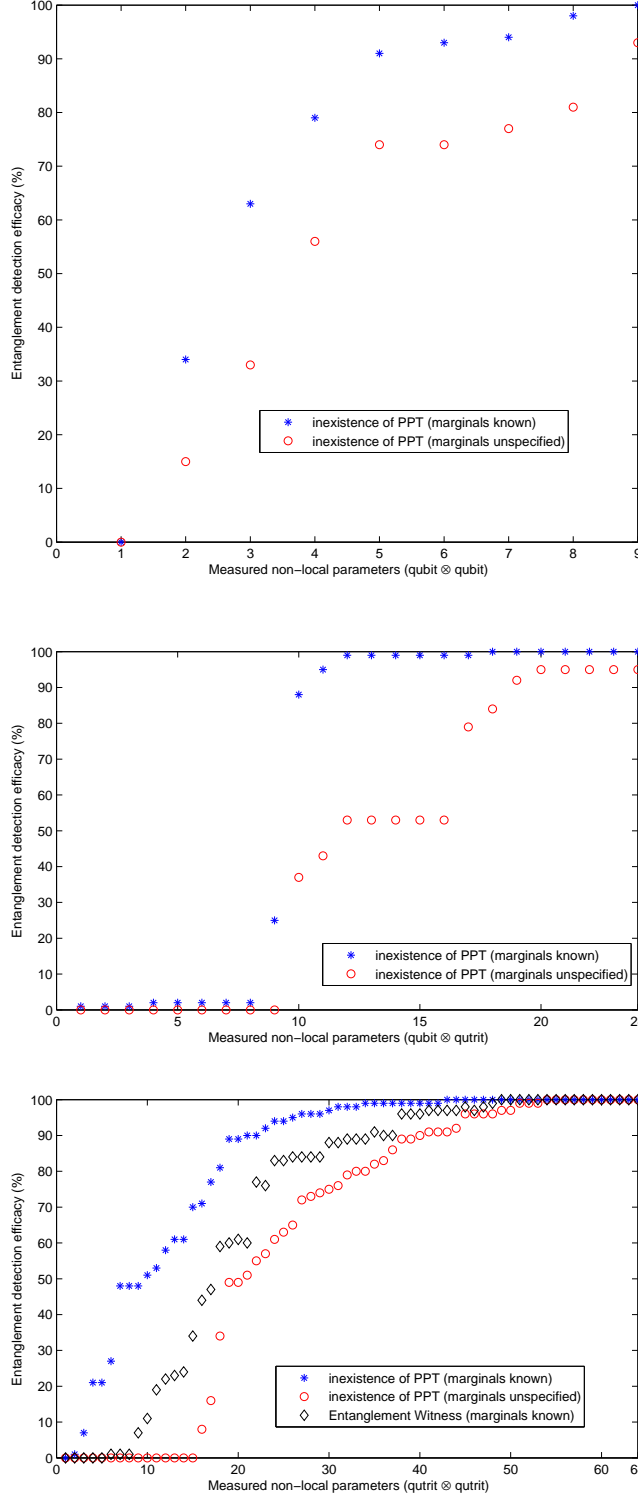 100
90
80
70
60
50
40
30
20
10
0
Entanglement detection efficacy (%)
inexistence of PPT (marginals known)
inexistence of PPT (marginals unspecified)
0 1 2 3 4 5 6 7 8 9
Measured non−local parameters (qubit ⊗ qubit)
100
90
80
70
60
50
40
30
20
10
0
Entanglement detection efficacy (%)
inexistence of PPT (marginals known)
inexistence of PPT (marginals unspecified)
0 5 10 15 20
Measured non−local parameters (qubit ⊗ qutrit)
100
90
80
70
60
50
40
30
20
10
0
Entanglement detection efficacy (%)
inexistence of PPT (marginals known)
inexistence of PPT (marginals unspecified)
Entanglement Witness (marginals known)
0 10 20 30 40 50 60
Measured non−local parameters (qutrit ⊗ qutrit)